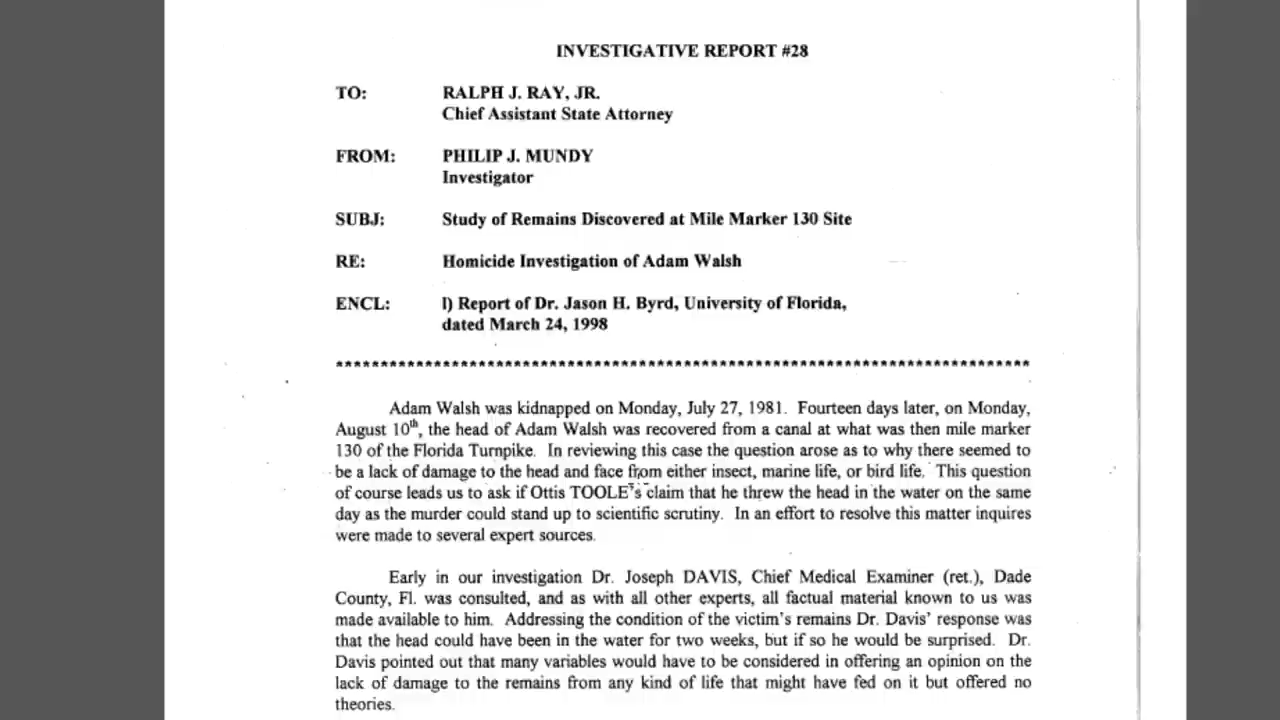 INVESTIGATIVE REPORT #28
TO: RALPH J. RAY, JR.
Chief Assistant State Attorney
FROM: PHILIP J. MUNDY
Investigator
SUBJ: Study of Remains Discovered at Mile Marker 130 Site
RE: Homicide Investigation of Adam Walsh
ENCL: l) Report of Dr. Jason H. Byrd, University of Florida,
dated March 24, 1998
******************************************************************************************
Adam Walsh was kidnapped on Monday, July 27, 1981. Fourteen days later, on Monday,
August 10th, the head of Adam Walsh was recovered from a canal at what was then mile marker
130 of the Florida Turnpike. In reviewing this case the question arose as to why there seemed to
be a lack of damage to the head and face from either insect, marine life, or bird life. This question
of course leads us to ask if Ottis TOOLE's claim that he threw the head in the water on the same
day as the murder could stand up to scientific scrutiny. In an effort to resolve this matter inquires
were made to several expert sources.
Early in our investigation Dr. Joseph DAVIS, Chief Medical Examiner (ret.), Dade
County, Fl. was consulted, and as with all other experts, all factual material known to us was
made available to him. Addressing the condition of the victim's remains Dr. Davis' response was
that the head could have been in the water for two weeks, but if so he would be surprised. Dr.
Davis pointed out that many variables would have to be considered in offering an opinion on the
lack of damage to the remains from any kind of life that might have fed on it but offered no
theories.